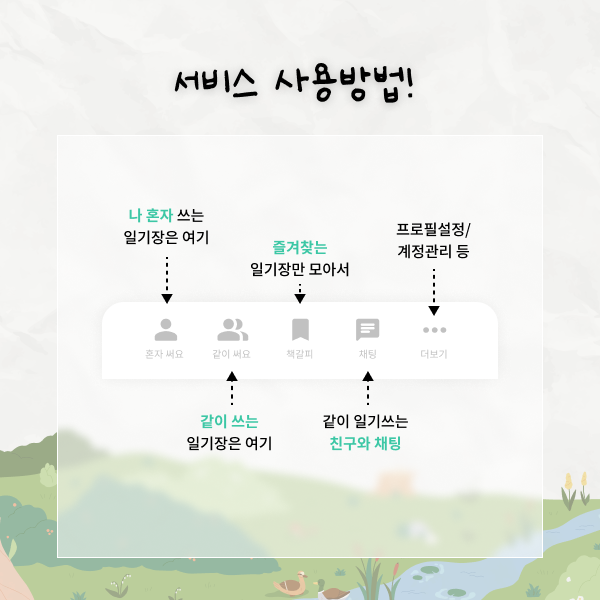 서비스 사용방법!
나 혼자 쓰는
일기장은 여기
즐겨찾는
일기장만 모아서
프로필설정/
계정관리 등
혼자 써요
같이 써요
책갈피
채팅
더보기
같이 쓰는
일기장은 여기
같이 일기쓰는
친구와 채팅